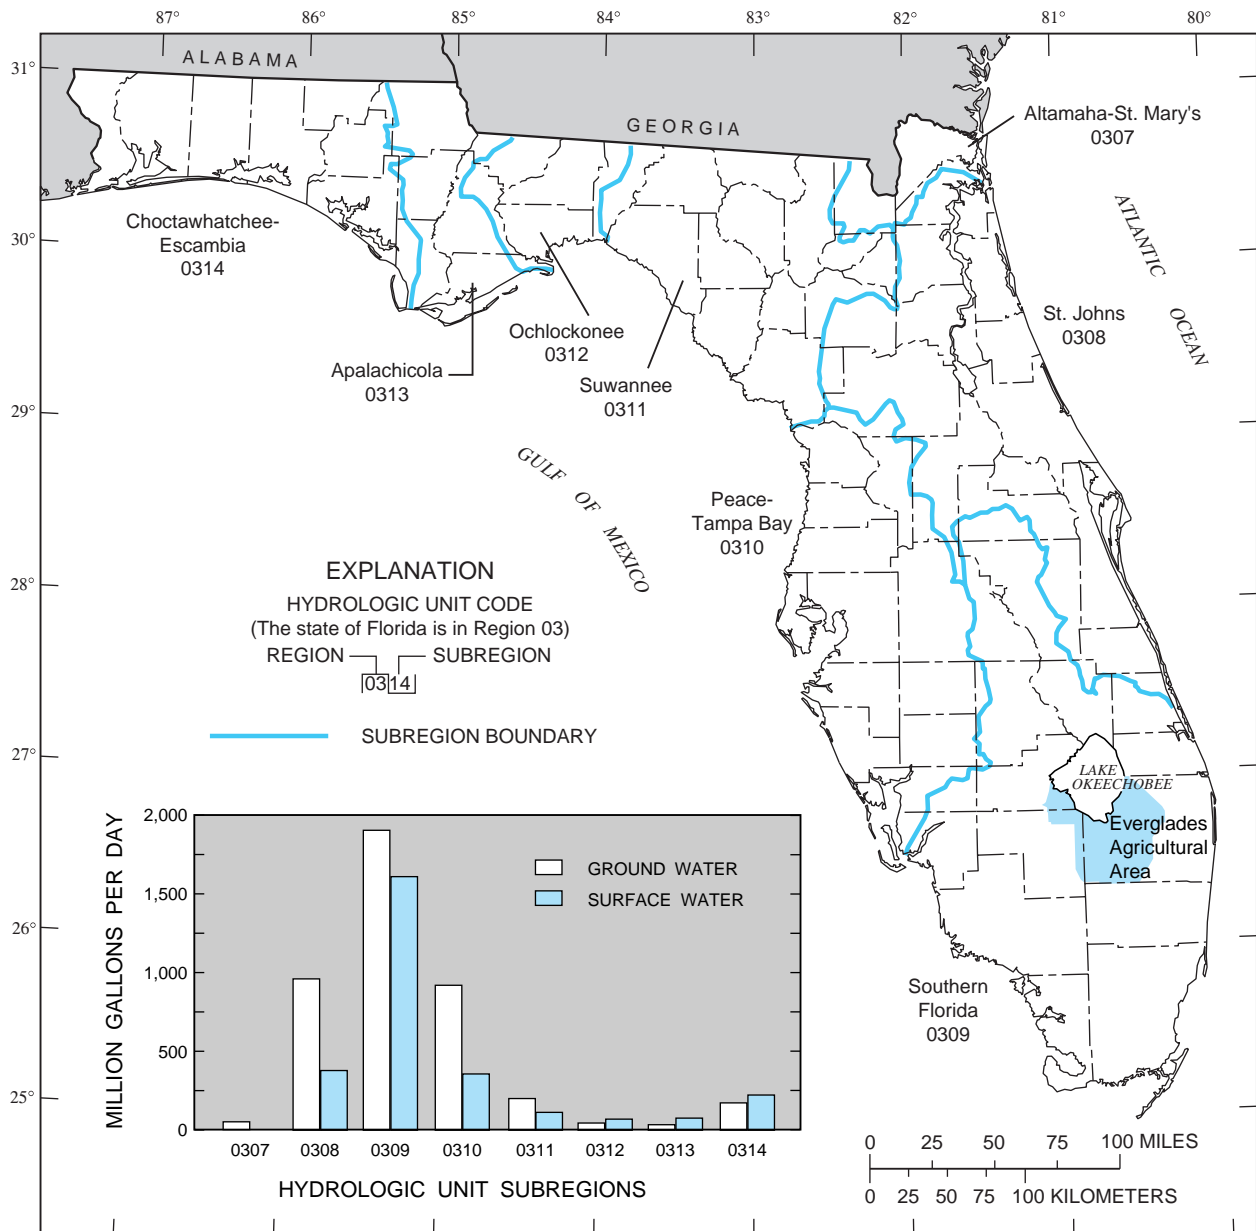 87° 86° 85° 84° 83° 82° 81° 80°
31°
30°
29°
28°
27°
26°
25°
ALABAMA
GEORGIA
Altamaha-St. Mary's
0307
Choctawhatchee-
Escambia
0314
ATLANTIC OCEAN
St. Johns
0308
Ochlockonee
0312
Apalachicola
0313
Suwannee
0311
GULF OF MEXICO
Peace-
Tampa Bay
0310
EXPLANATION
HYDROLOGIC UNIT CODE
(The state of Florida is in Region 03)
REGION SUBREGION
03 14
SUBREGION BOUNDARY
LAKE
OKEECHOBEE
Everglades
Agricultural
Area
Southern
Florida
0309
MILLION GALLONS PER DAY
2,000
1,500
1,000
500
0
GROUND WATER
SURFACE WATER
0307 0308 0309 0310 0311 0312 0313 0314
HYDROLOGIC UNIT SUBREGIONS
0 25 50 75 100 MILES
0 25 50 75 100 KILOMETERS